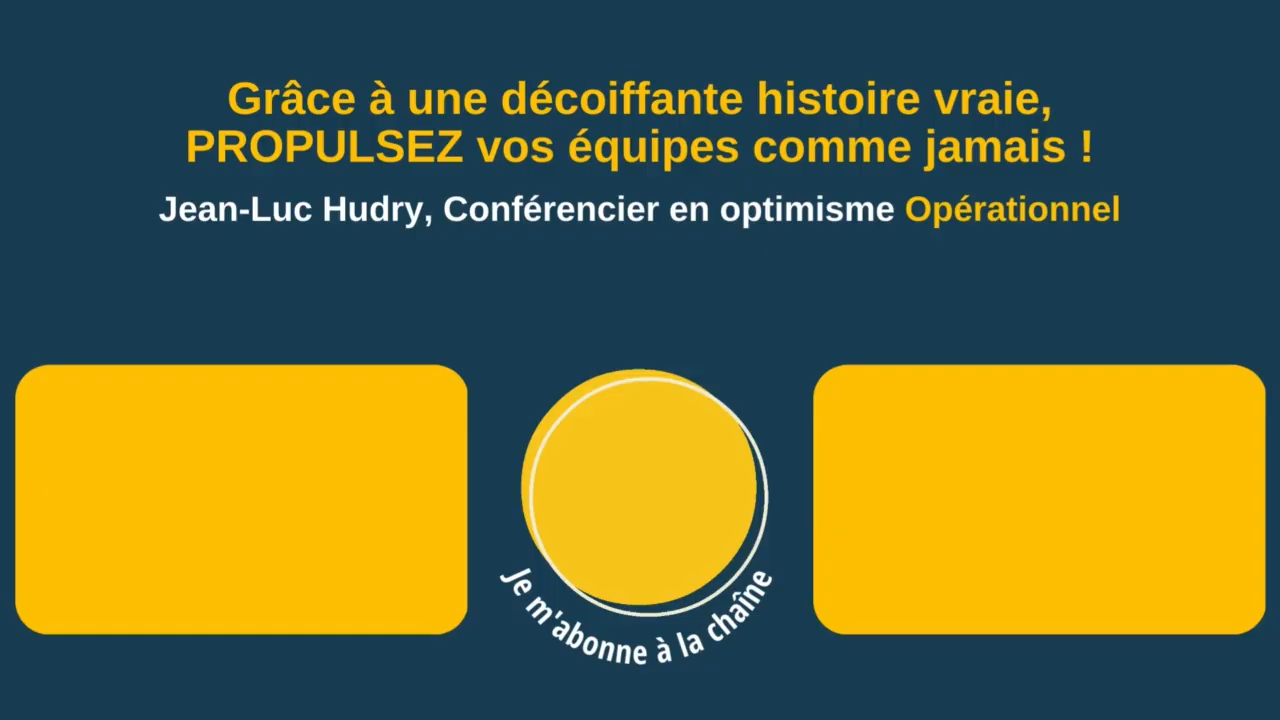 Grâce à une décoiffante histoire vraie,
PROPULSEZ vos équipes comme jamais !
Jean-Luc Hudry, Conférencier en optimisme Opérationnel
Je m'abonne à la chaîne